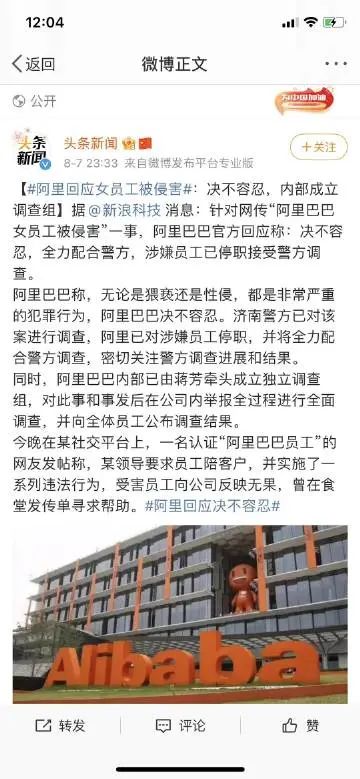 12:04
返回
微博正文
公开
为中国加油
头条新闻
头条
新闻
8-7 23:33 来自微博发布平台专业版
+关注
【#阿里回应女员工被侵害#：决不容忍，内部成立
调查组】据 @新浪科技 消息：针对网传“阿里巴巴
女员工被侵害”一事，阿里巴巴官方回应称：决不容
忍，全力配合警方，涉嫌员工已停职接受警方调
查。
阿里巴巴称，无论是猥亵还是性侵，都是非常严重
的犯罪行为，阿里巴巴决不容忍。济南警方已对该
案进行调查，阿里已对涉嫌员工停职，并将全力配
合警方调查，密切关注警方调查进展和结果。
同时，阿里巴巴内部已由蒋芳牵头成立独立调查
组，对此事和事发后在公司内举报全过程进行全面
调查，并向全体员工公布调查结果。
今晚在某社交平台上，一名认证“阿里巴巴员工”的
网友发帖称，某领导要求员工陪客户，并实施了一
系列违法行为，受害员工向公司反映无果，曾在食
堂发传单寻求帮助。#阿里回应决不容忍#
Alibaba
转发
评论
赞